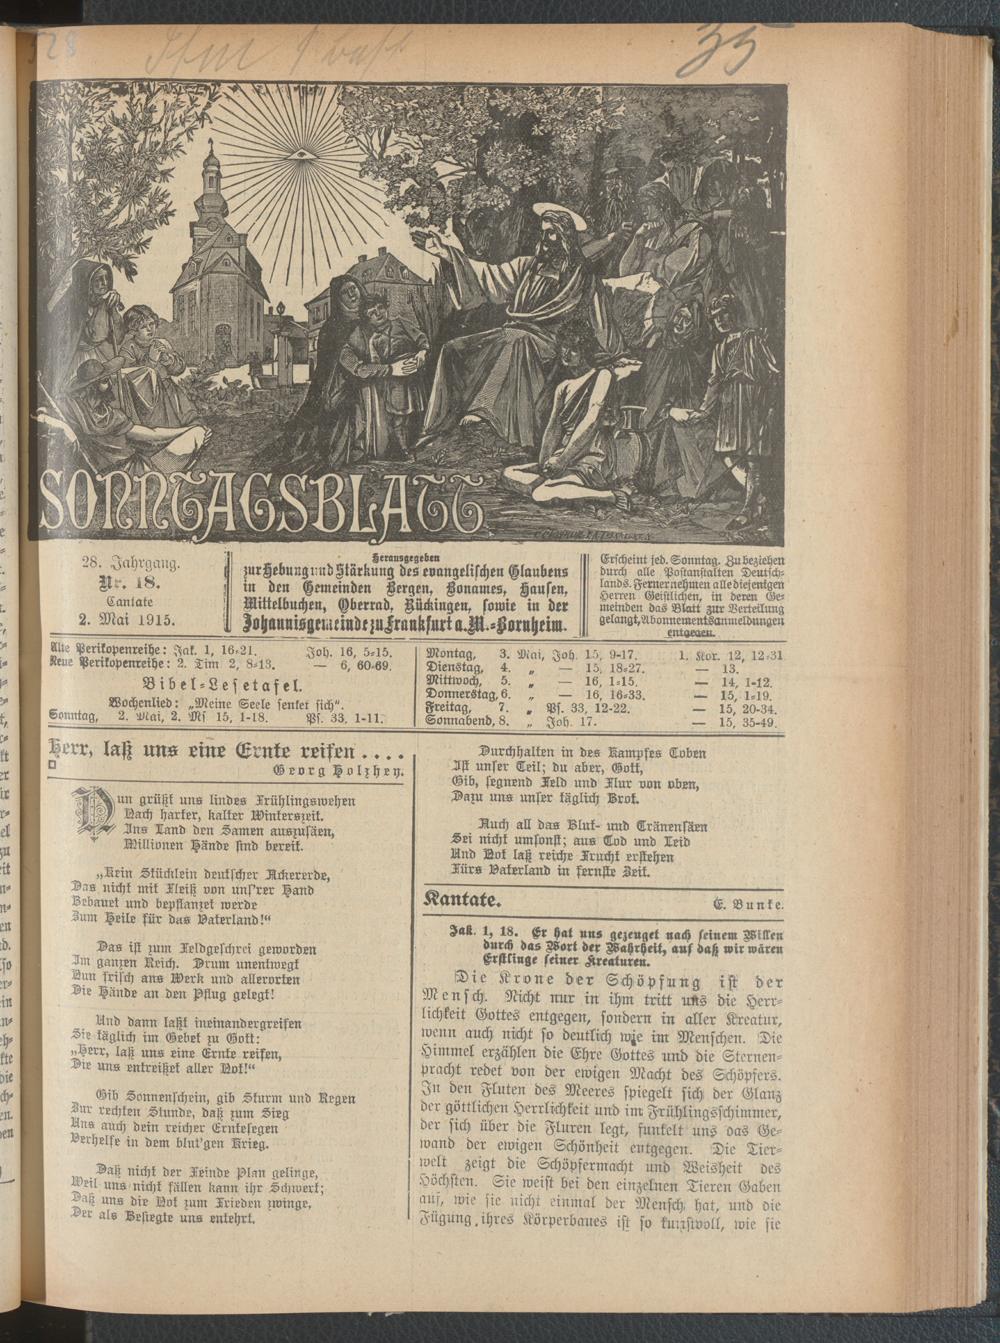 528
35
SONNTAGSBLATT
28. Jahrgang.
Nr. 18.
Cantate
2. Mai 1915.
Herausgegeben
zur Hebung und Stärkung des evangelischen Glaubens
in den Gemeinden Bergen, Bonames, Hausen,
Mittelbuchen, Oberrad, Rückingen, sowie in der
Johannisgemeinde zu Frankfurt a. M.-Bornheim.
Erscheint jed. Sonntag. Zu beziehen
durch alle Postanstalten Deutsch-
lands. Ferner nehmen alle diejenigen
Herren Geistlichen, in deren Ge-
meinden das Blatt zur Verteilung
gelangt, Abonnementsanmeldungen
entgegen.
Alte Perikopenreihe: Jak. 1, 16-21. Joh. 16, 5-15.
Neue Perikopenreihe: 2. Tim 2, 8-13. — 6, 60-69.
Bibel-Lesetafel.
Wochenlied: „Meine Seele senket sich".
Sonntag, 2. Mai, 2. Ms 15, 1-18. Ps. 33, 1-11.
Montag, 3. Mai, Joh. 15, 9-17. 1. Kor. 12, 12-31
Dienstag, 4. „ — 15, 18-27. — 13.
Mittwoch, 5. „ — 16, 1-15. — 14, 1-12.
Donnerstag, 6. „ — 16, 16-33. — 15, 1-19.
Freitag, 7. „ Ps. 33, 12-22. — 15, 20-34.
Sonnabend, 8. „ Joh. 17. — 15, 35-49.
Herr, laß uns eine Ernte reifen . . . .
Georg Holzhey.
Nun grüßt uns lindes Frühlingswehen
Nach harter, kalter Winterszeit.
Ins Land den Samen auszusäen,
Millionen Hände sind bereit.
„Kein Stücklein deutscher Ackererde,
Das nicht mit Fleiß von uns'rer Hand
Bebauet und bepflanzet werde
Zum Heile für das Vaterland!"
Das ist zum Feldgeschrei geworden
Im ganzen Reich. Drum unentwegt
Nun frisch ans Werk und allerorten
Die Hände an den Pflug gelegt!
Und dann laßt ineinandergreifen
Sie täglich im Gebet zu Gott:
„Herr, laß uns eine Ernte reifen,
Die uns entreißet aller Not!"
Gib Sonnenschein, gib Sturm und Regen
Zur rechten Stunde, daß zum Sieg
Uns auch dein reicher Erntesegen
Verhelfe in dem blut'gen Krieg.
Daß nicht der Feinde Plan gelinge,
Weil uns nicht fällen kann ihr Schwert;
Daß uns die Not zum Frieden zwinge,
Der als Besiegte uns entehrt.
Durchhalten in des Kampfes Toben
Ist unser Teil; du aber, Gott,
Gib, segnend Feld und Flur von oben,
Dazu uns unser täglich Brot.
Auch all das Blut- und Tränensäen
Sei nicht umsonst; aus Tod und Leid
Und Not laß reiche Frucht erstehen
Fürs Vaterland in fernste Zeit.
Kantate.
E. Bunke.
Jak. 1, 18. Er hat uns gezeuget nach seinem Willen
durch das Wort der Wahrheit, auf daß wir wären
Erstlinge seiner Kreaturen.
Die Krone der Schöpfung ist der
Mensch. Nicht nur in ihm tritt uns die Herr-
lichkeit Gottes entgegen, sondern in aller Kreatur,
wenn auch nicht so deutlich wie im Menschen. Die
Himmel erzählen die Ehre Gottes und die Sternen-
pracht redet von der ewigen Macht des Schöpfers.
In den Fluten des Meeres spiegelt sich der Glanz
der göttlichen Herrlichkeit und im Frühlingsschimmer,
der sich über die Fluren legt, funkelt uns das Ge-
wand der ewigen Schönheit entgegen. Die Tier-
welt zeigt die Schöpfermacht und Weisheit des
Höchsten. Sie weist bei den einzelnen Tieren Gaben
auf, wie sie nicht einmal der Mensch hat, und die
Fügung ihres Körperbaues ist so kunstvoll, wie sie